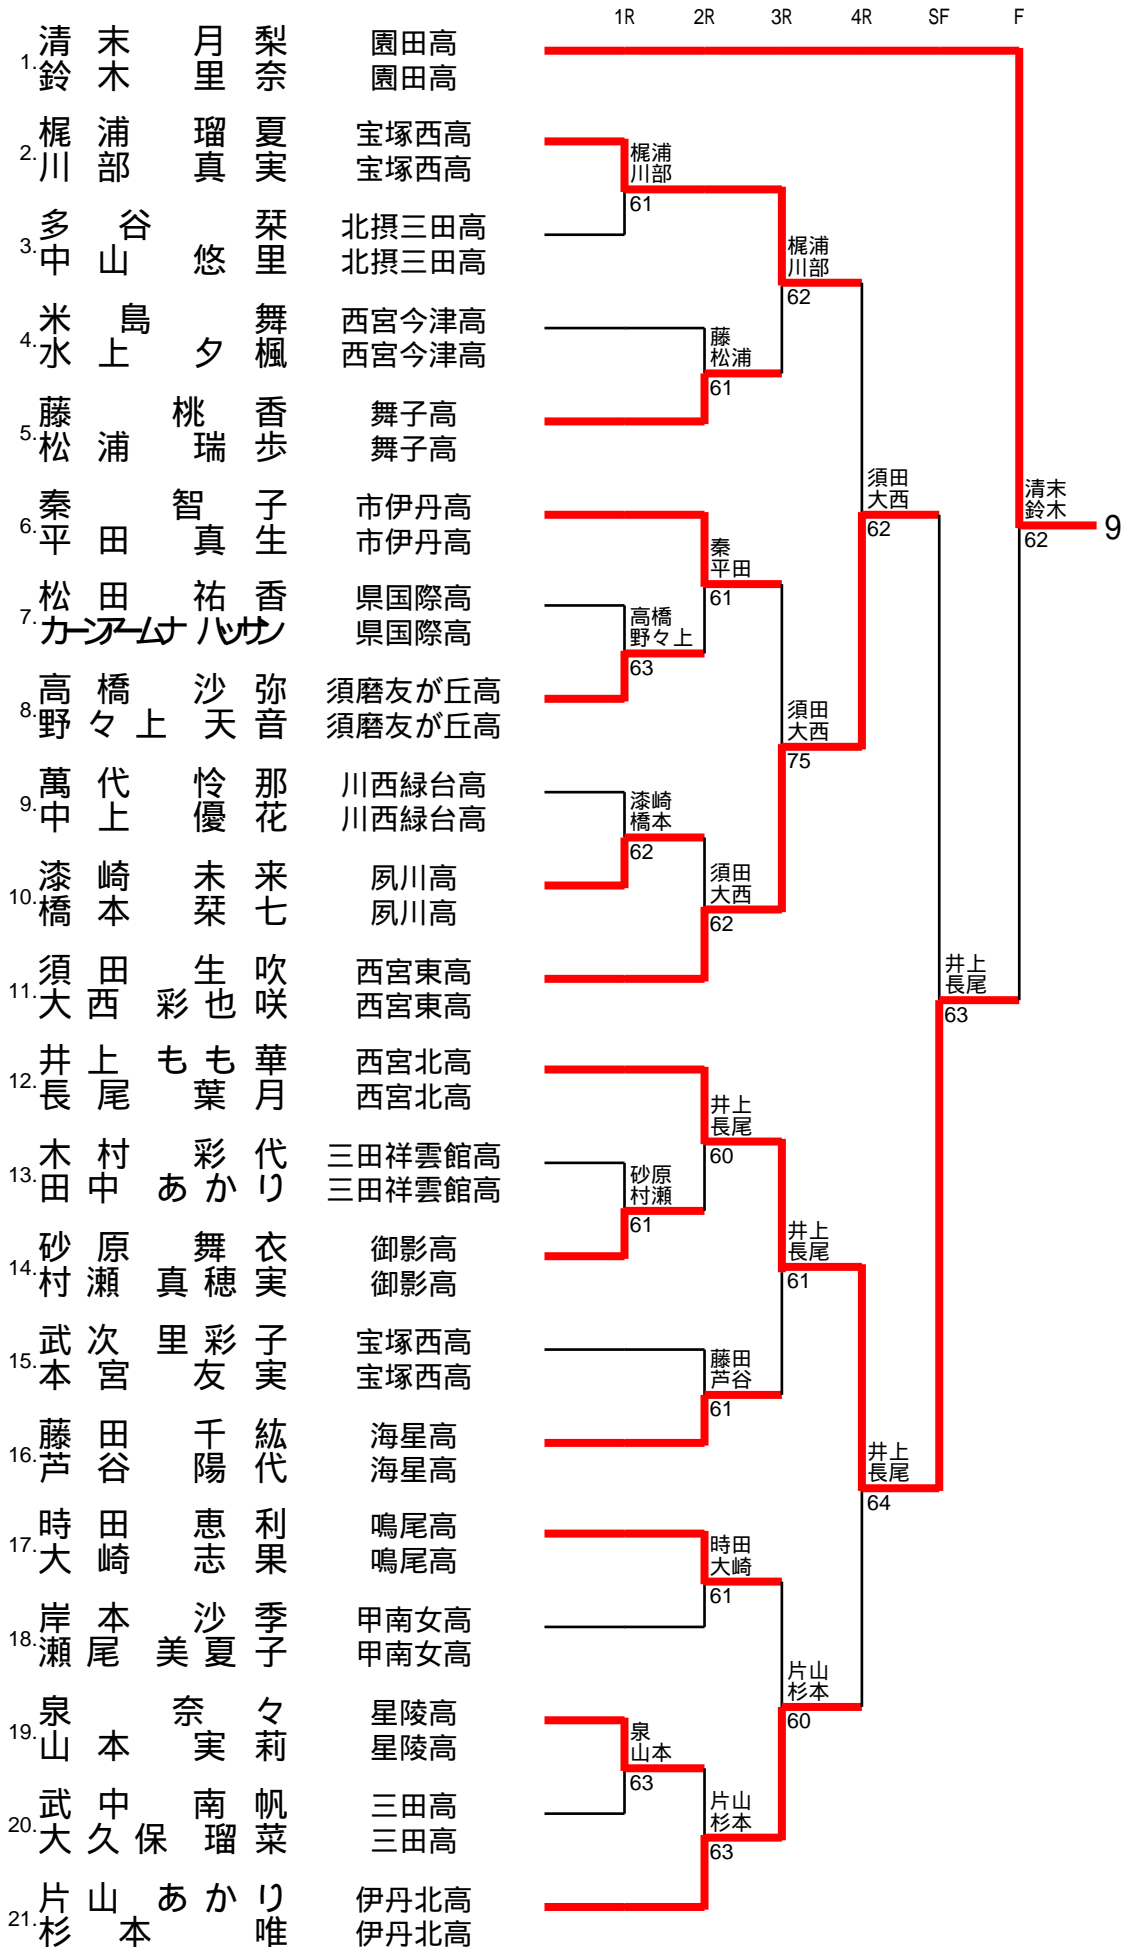 1R 2R 3R 4R SF F
1. 清末 月梨 園田高
鈴木 里奈 園田高
2. 梶浦 瑠夏 宝塚西高
川部 真実 宝塚西高
梶浦
川部
61
3. 多谷 栞 北摂三田高
中山 悠里 北摂三田高
梶浦
川部
62
4. 米島 舞 西宮今津高
水上 夕楓 西宮今津高
藤
松浦
61
5. 藤 桃香 舞子高
松浦 瑞歩 舞子高
須田
大西
62
清末
鈴木
62
9
6. 秦 智子 市伊丹高
平田 真生 市伊丹高
秦
平田
61
7. 松田 祐香 県国際高
カーンアームナ ハッサン 県国際高
高橋
野々上
63
8. 高橋 沙弥 須磨友が丘高
野々上 天音 須磨友が丘高
須田
大西
75
9. 萬代 怜那 川西緑台高
中上 優花 川西緑台高
漆崎
橋本
62
10. 漆崎 未来 夙川高
橋本 栞七 夙川高
須田
大西
62
11. 須田 生吹 西宮東高
大西 彩也咲 西宮東高
井上
長尾
63
12. 井上 もも華 西宮北高
長尾 葉月 西宮北高
井上
長尾
60
13. 木村 彩代 三田祥雲館高
田中 あかり 三田祥雲館高
砂原
村瀬
61
14. 砂原 舞衣 御影高
村瀬 真穂実 御影高
井上
長尾
61
15. 武次 里彩子 宝塚西高
本宮 友実 宝塚西高
藤田
芦谷
61
16. 藤田 千紘 海星高
芦谷 陽代 海星高
井上
長尾
64
17. 時田 恵利 鳴尾高
大崎 志果 鳴尾高
時田
大崎
61
18. 岸本 沙季 甲南女高
瀬尾 美夏子 甲南女高
片山
杉本
60
19. 泉 奈々 星陵高
山本 実莉 星陵高
泉
山本
63
20. 武中 南帆 三田高
大久保 瑠菜 三田高
片山
杉本
63
21. 片山 あかり 伊丹北高
杉本 唯 伊丹北高